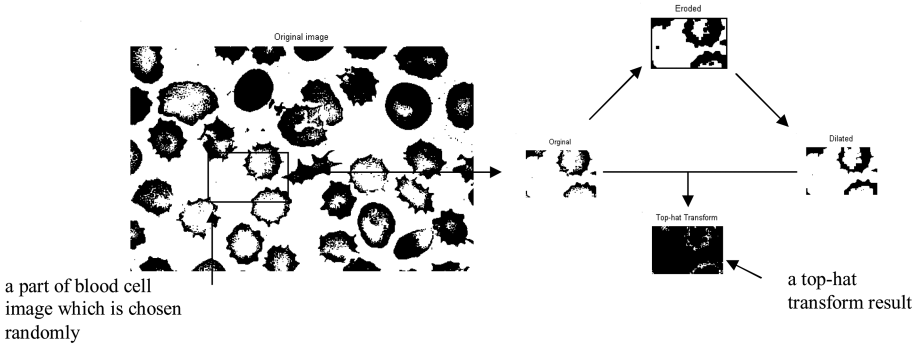 Eroded
Original image
Orginal
Dilated
Top-hat Transform
a part of blood cell
image which is chosen
randomly
a top-hat
transform result